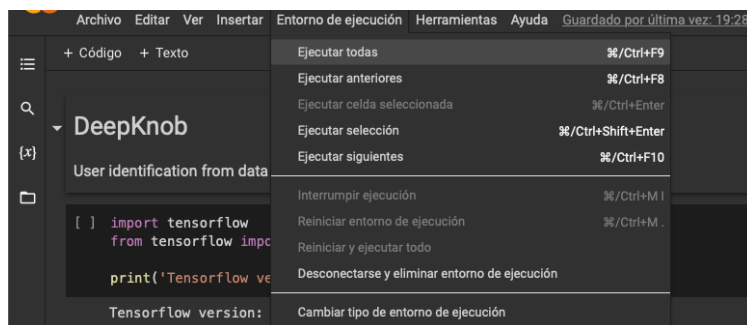 Archivo Editar Ver Insertar Entorno de ejecución Herramientas Ayuda Guardado por última vez: 19:28
+ Código + Texto
Ejecutar todas ⌘/Ctrl+F9
Ejecutar anteriores ⌘/Ctrl+F8
Ejecutar celda seleccionada ⌘/Ctrl+Enter
Ejecutar selección ⌘/Ctrl+Shift+Enter
Ejecutar siguientes ⌘/Ctrl+F10
Interrumpir ejecución ⌘/Ctrl+M I
Reiniciar entorno de ejecución ⌘/Ctrl+M .
Reiniciar y ejecutar todo
Desconectarse y eliminar entorno de ejecución
Cambiar tipo de entorno de ejecución
{x}
DeepKnob
User identification from data
[ ] import tensorflow
from tensorflow impo
print('Tensorflow ve
Tensorflow version: